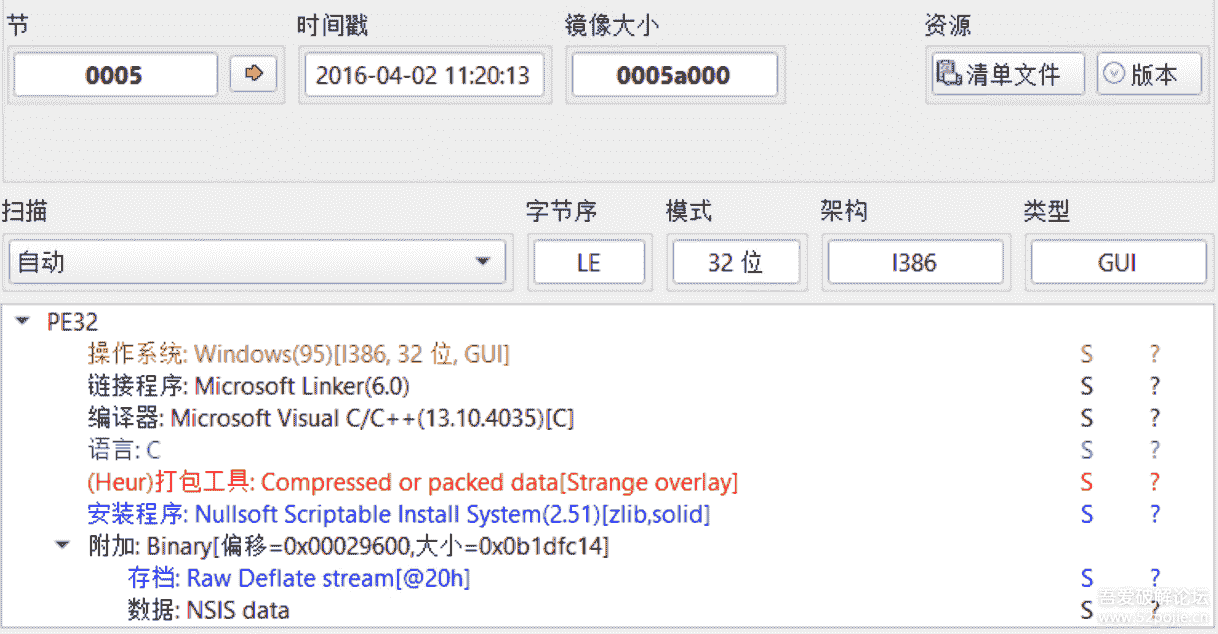 节 时间戳 镜像大小 资源
0005 2016-04-02 11:20:13 0005a000 清单文件 版本
扫描 字节序 模式 架构 类型
自动 LE 32 位 I386 GUI
PE32
操作系统: Windows(95)[I386, 32 位, GUI] S ?
链接程序: Microsoft Linker(6.0) S ?
编译器: Microsoft Visual C/C++(13.10.4035)[C] S ?
语言: C S ?
(Heur)打包工具: Compressed or packed data[Strange overlay] S ?
安装程序: Nullsoft Scriptable Install System(2.51)[zlib,solid] S ?
附加: Binary[偏移=0x00029600,大小=0x0b1dfc14]
存档: Raw Deflate stream[@20h] S ?
数据: NSIS data S ?
吾爱破解论坛
www.52pojie.cn